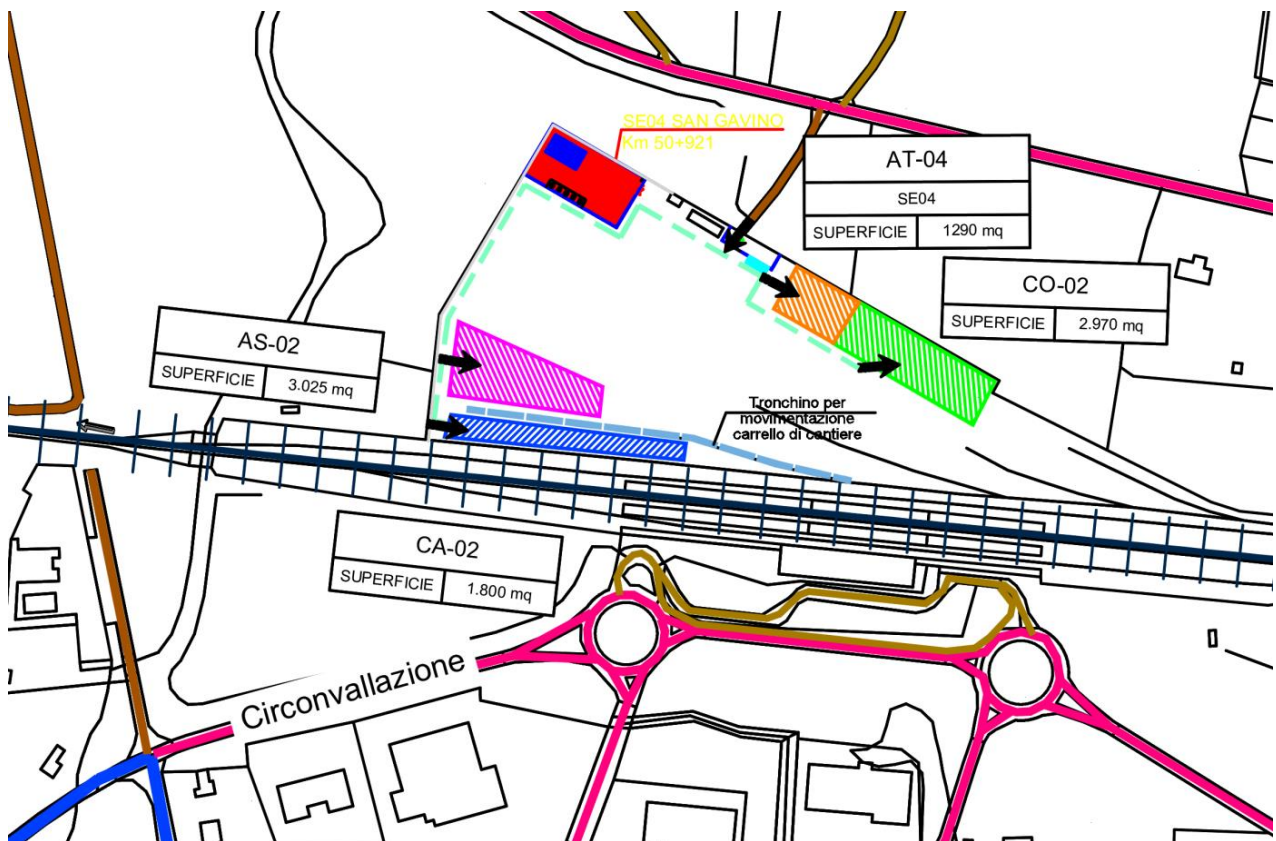 SE04 SAN GAVINO
Km 50+921
AT-04
SE04
SUPERFICIE 1290 mq
CO-02
SUPERFICIE 2.970 mq
AS-02
SUPERFICIE 3.025 mq
Tronchino per
movimentazione
carrello di cantiere
CA-02
SUPERFICIE 1.800 mq
Circonvallazione